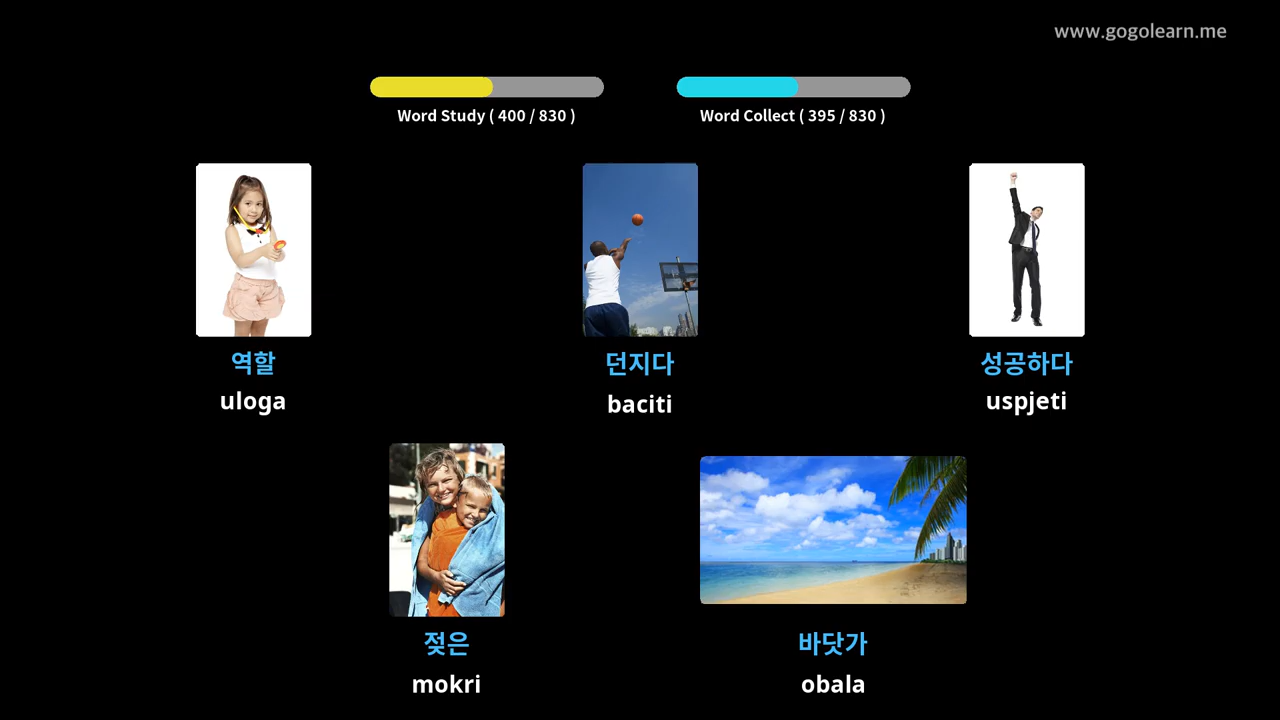 www.gogolearn.me
Word Study ( 400 / 830 )
Word Collect ( 395 / 830 )
역할
uloga
던지다
baciti
성공하다
uspjeti
젖은
mokri
바닷가
obala